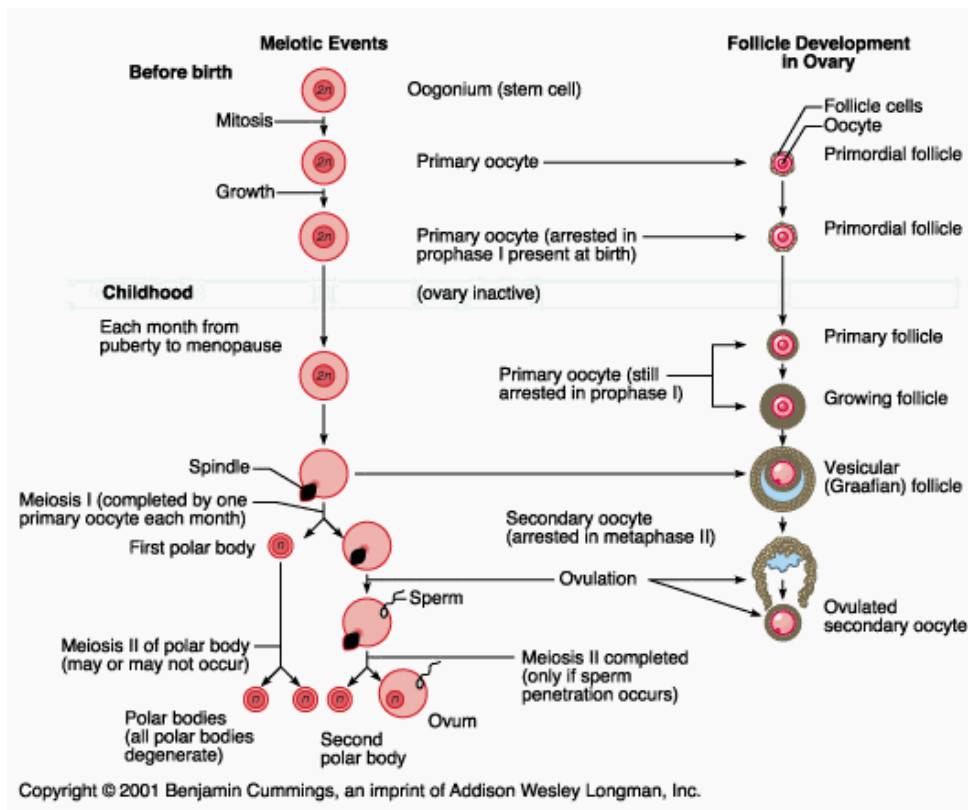 Meiotic Events
Follicle Development
in Ovary
Before birth
2n
Oogonium (stem cell)
Mitosis
Follicle cells
Oocyte
2n
Primary oocyte
Primordial follicle
Growth
2n
Primary oocyte (arrested in
prophase I present at birth)
Primordial follicle
Childhood
(ovary inactive)
Each month from
puberty to menopause
2n
Primary oocyte (still
arrested in prophase I)
Primary follicle
Growing follicle
Spindle
Vesicular
(Graafian) follicle
Meiosis I (completed by one
primary oocyte each month)
Secondary oocyte
(arrested in metaphase II)
First polar body
n
Ovulation
Sperm
Ovulated
secondary oocyte
Meiosis II of polar body
(may or may not occur)
Meiosis II completed
(only if sperm
penetration occurs)
n
n
n
n
Polar bodies
(all polar bodies
degenerate)
Ovum
Second
polar body
Copyright © 2001 Benjamin Cummings, an imprint of Addison Wesley Longman, Inc.